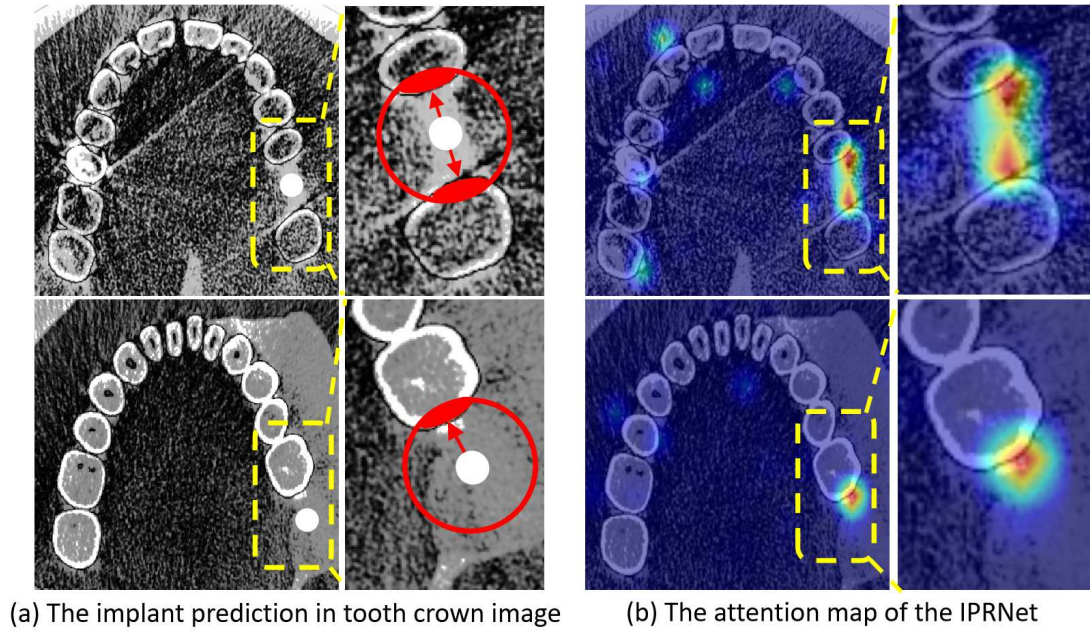 (a) The implant prediction in tooth crown image
(b) The attention map of the IPRNet